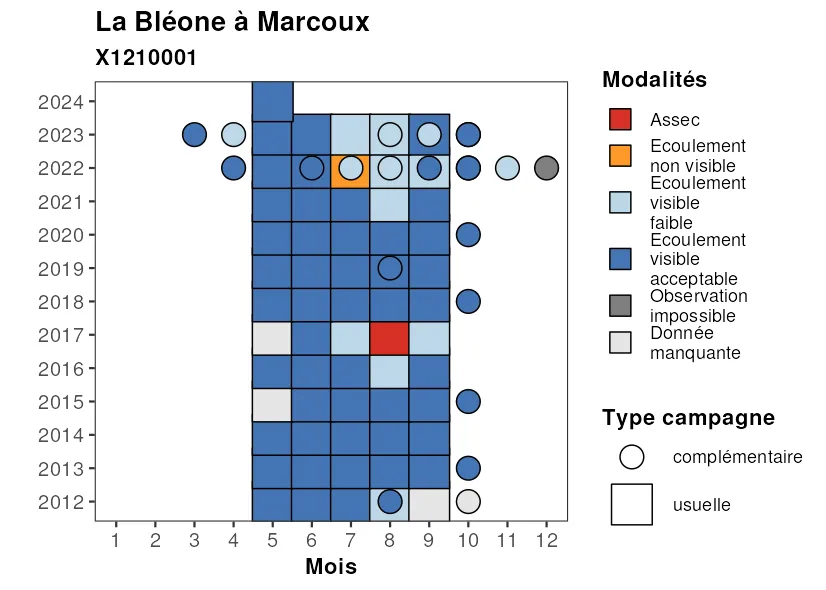 La Bléone à Marcoux
X1210001
2024
2023
2022
2021
2020
2019
2018
2017
2016
2015
2014
2013
2012
1 2 3 4 5 6 7 8 9 10 11 12
Mois
Modalités
Assec
Ecoulement
non visible
Ecoulement
visible
faible
Ecoulement
visible
acceptable
Observation
impossible
Donnée
manquante
Type campagne
complémentaire
usuelle